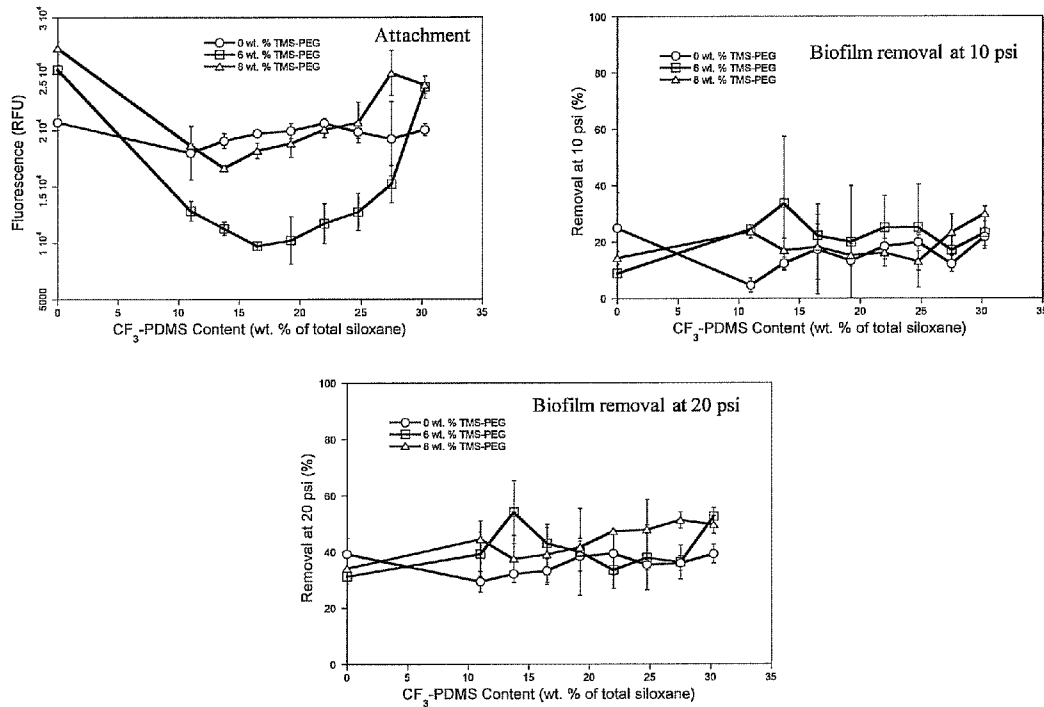 Attachment
0 wt. % TMS-PEG
6 wt. % TMS-PEG
8 wt. % TMS-PEG
Fluorescence (RFU)
3 10⁴
2.5 10⁴
2 10⁴
1.5 10⁴
1 10⁴
5000
0 5 10 15 20 25 30 35
CF₃-PDMS Content (wt. % of total siloxane)
Biofilm removal at 10 psi
0 wt. % TMS-PEG
6 wt. % TMS-PEG
8 wt. % TMS-PEG
Removal at 10 psi (%)
100
80
60
40
20
0
0 5 10 15 20 25 30 35
CF₃-PDMS Content (wt. % of total siloxane)
Biofilm removal at 20 psi
0 wt. % TMS-PEG
6 wt. % TMS-PEG
8 wt. % TMS-PEG
Removal at 20 psi (%)
100
80
60
40
20
0
0 5 10 15 20 25 30 35
CF₃-PDMS Content (wt. % of total siloxane)